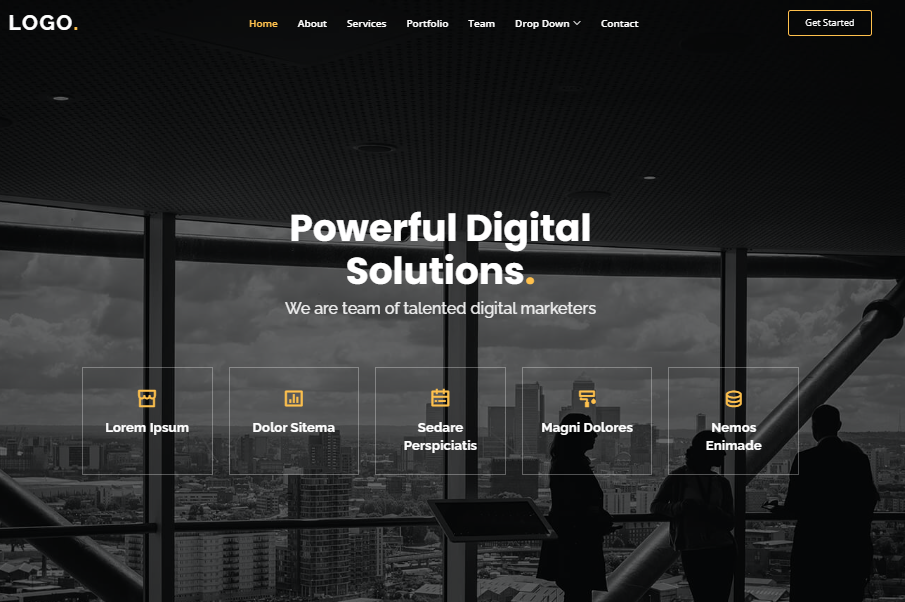 LOGO.
Home About Services Portfolio Team Drop Down Contact
Get Started
Powerful Digital
Solutions.
We are team of talented digital marketers
Lorem Ipsum
Dolor Sitema
Sedare
Perspiciatis
Magni Dolores
Nemos
Enimade